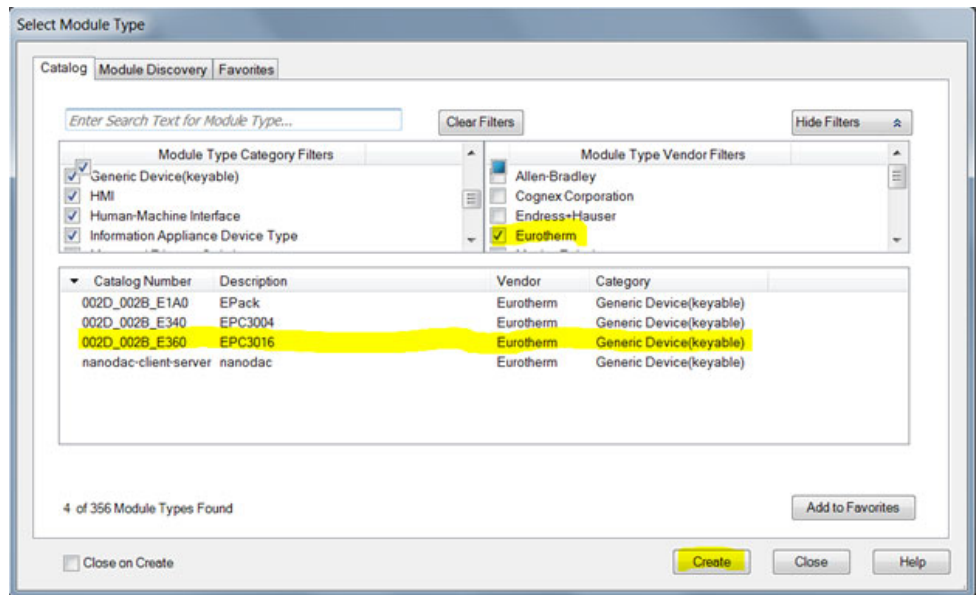 Select Module Type
Catalog Module Discovery Favorites
Enter Search Text for Module Type... Clear Filters Hide Filters
Module Type Category Filters Module Type Vendor Filters
Generic Device(keyable) Allen-Bradley
HMI Cognex Corporation
Human-Machine Interface Endress+Hauser
Information Appliance Device Type Eurotherm
Catalog Number Description Vendor Category
002D_002B_E1A0 EPack Eurotherm Generic Device(keyable)
002D_002B_E340 EPC3004 Eurotherm Generic Device(keyable)
002D_002B_E360 EPC3016 Eurotherm Generic Device(keyable)
nanodac-client-server nanodac Eurotherm Generic Device(keyable)
4 of 356 Module Types Found Add to Favorites
Close on Create Create Close Help